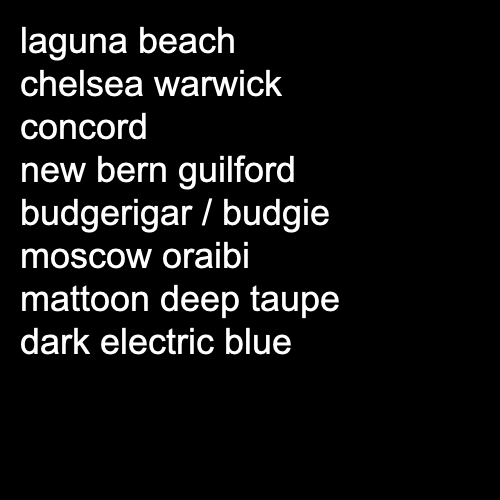 laguna beach
chelsea warwick
concord
new bern guilford
budgerigar / budgie
moscow oraibi
mattoon deep taupe
dark electric blue